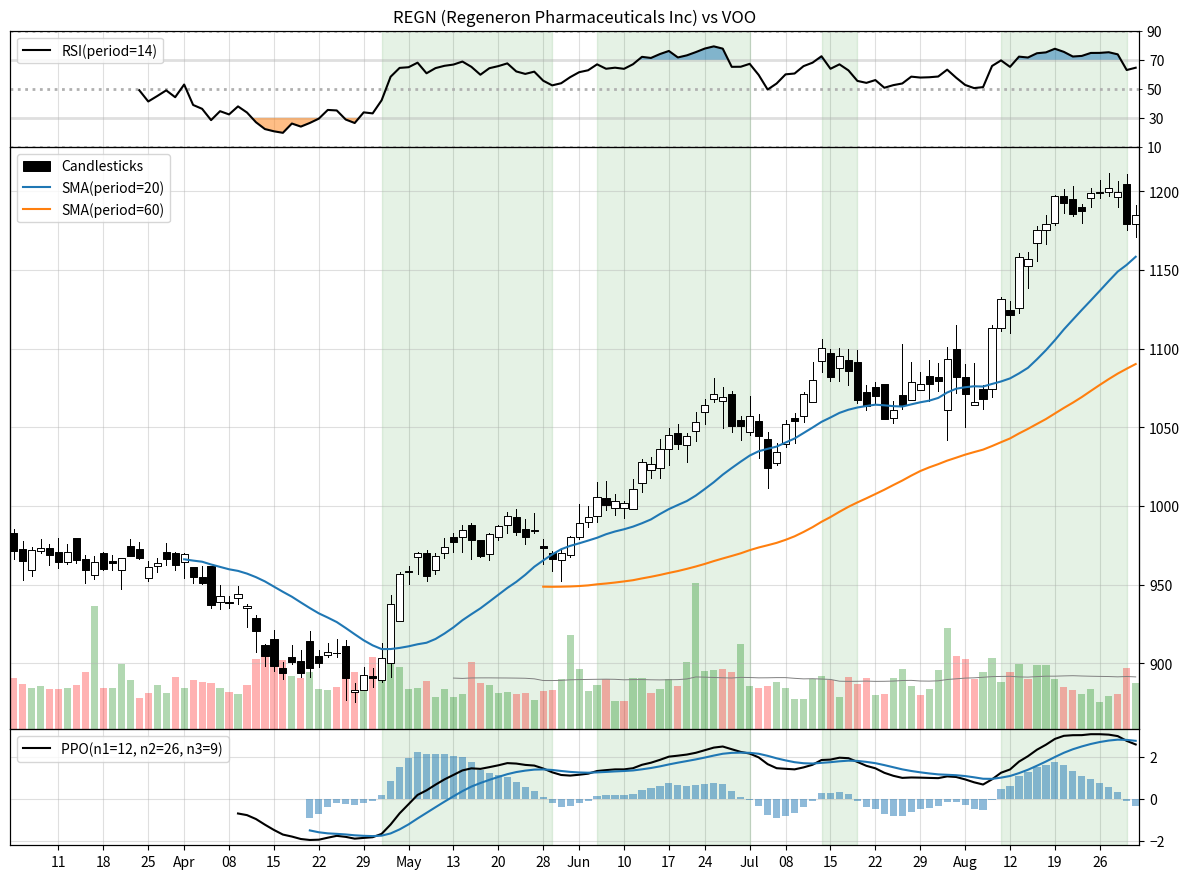 REGN (Regeneron Pharmaceuticals Inc) vs VOO
RSI(period=14)
90
70
50
30
10
Candlesticks
SMA(period=20)
SMA(period=60)
1200
1150
1100
1050
1000
950
900
PPO(n1=12, n2=26, n3=9)
2
0
−2
11 18 25 Apr 08 15 22 29 May 13 20 28 Jun 10 17 24 Jul 08 15 22 29 Aug 12 19 26